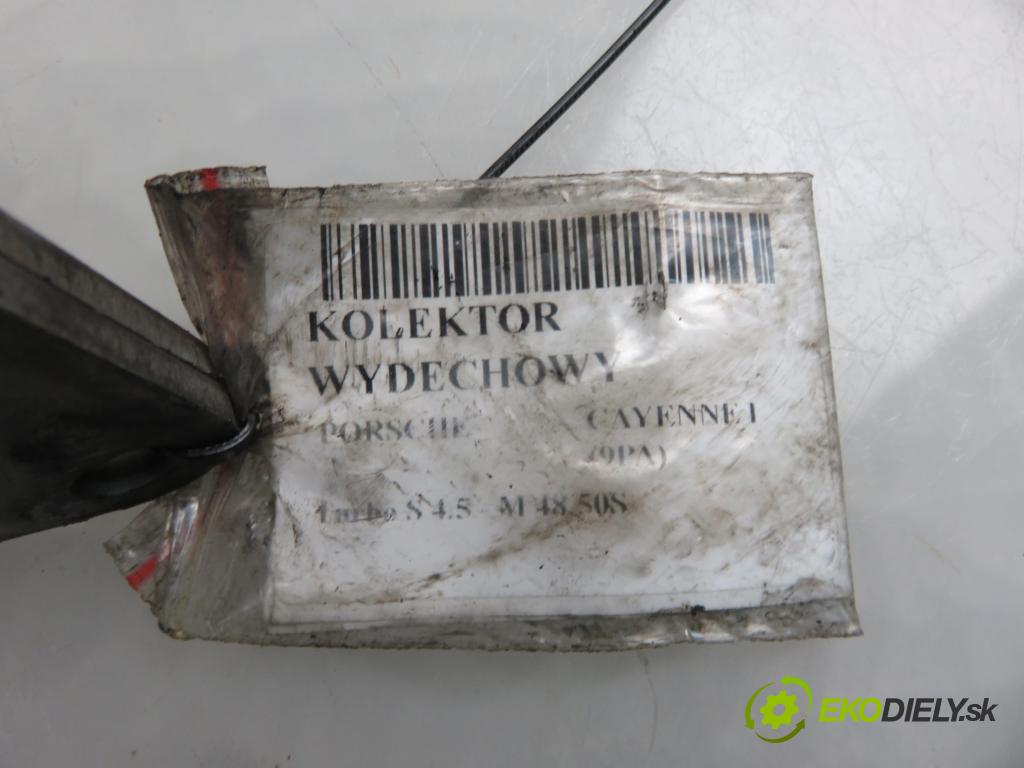 KOLEKTOR
WYDECHOWY
PORSCHE CAYENNE I
(9PA)
Turbo S 4.5 - M 48.50S
EKODIELY.sk